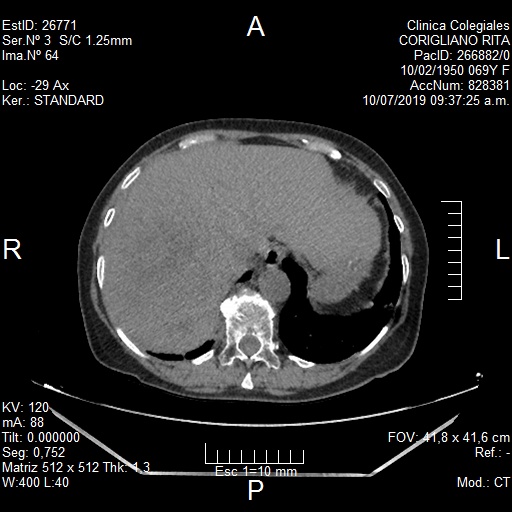 EstID: 26771
Ser.Nº 3 S/C 1.25mm
Ima.Nº 64
Loc: -29 Ax
Ker.: STANDARD
A
Clinica Colegiales
CORIGLIANO RITA
PacID: 266882/0
10/02/1950 069Y F
AccNum: 828381
10/07/2019 09:37:25 a.m.
R
L
KV: 120
mA: 88
Tilt: 0.000000
Seg: 0,752
Matriz 512 x 512 Thk: 1.3
W:400 L:40
Esc 1=10 mm
P
FOV: 41,8 x 41,6 cm
Ref.: -
Mod.: CT